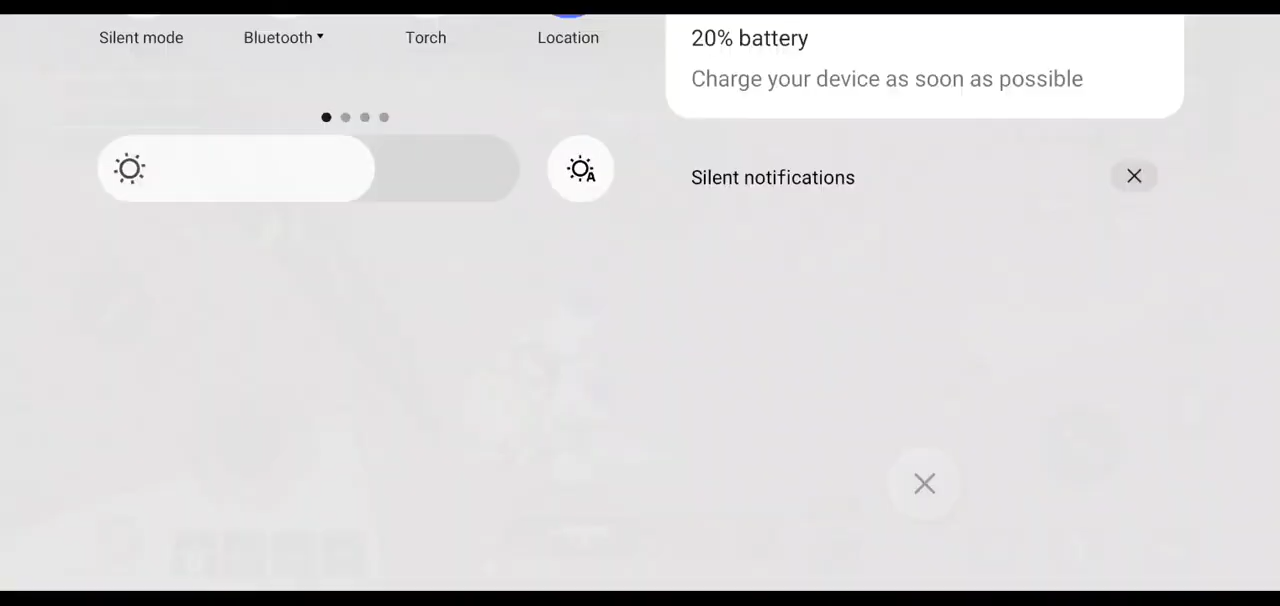 Silent mode
Bluetooth
Torch
Location
A
20% battery
Charge your device as soon as possible
Silent notifications